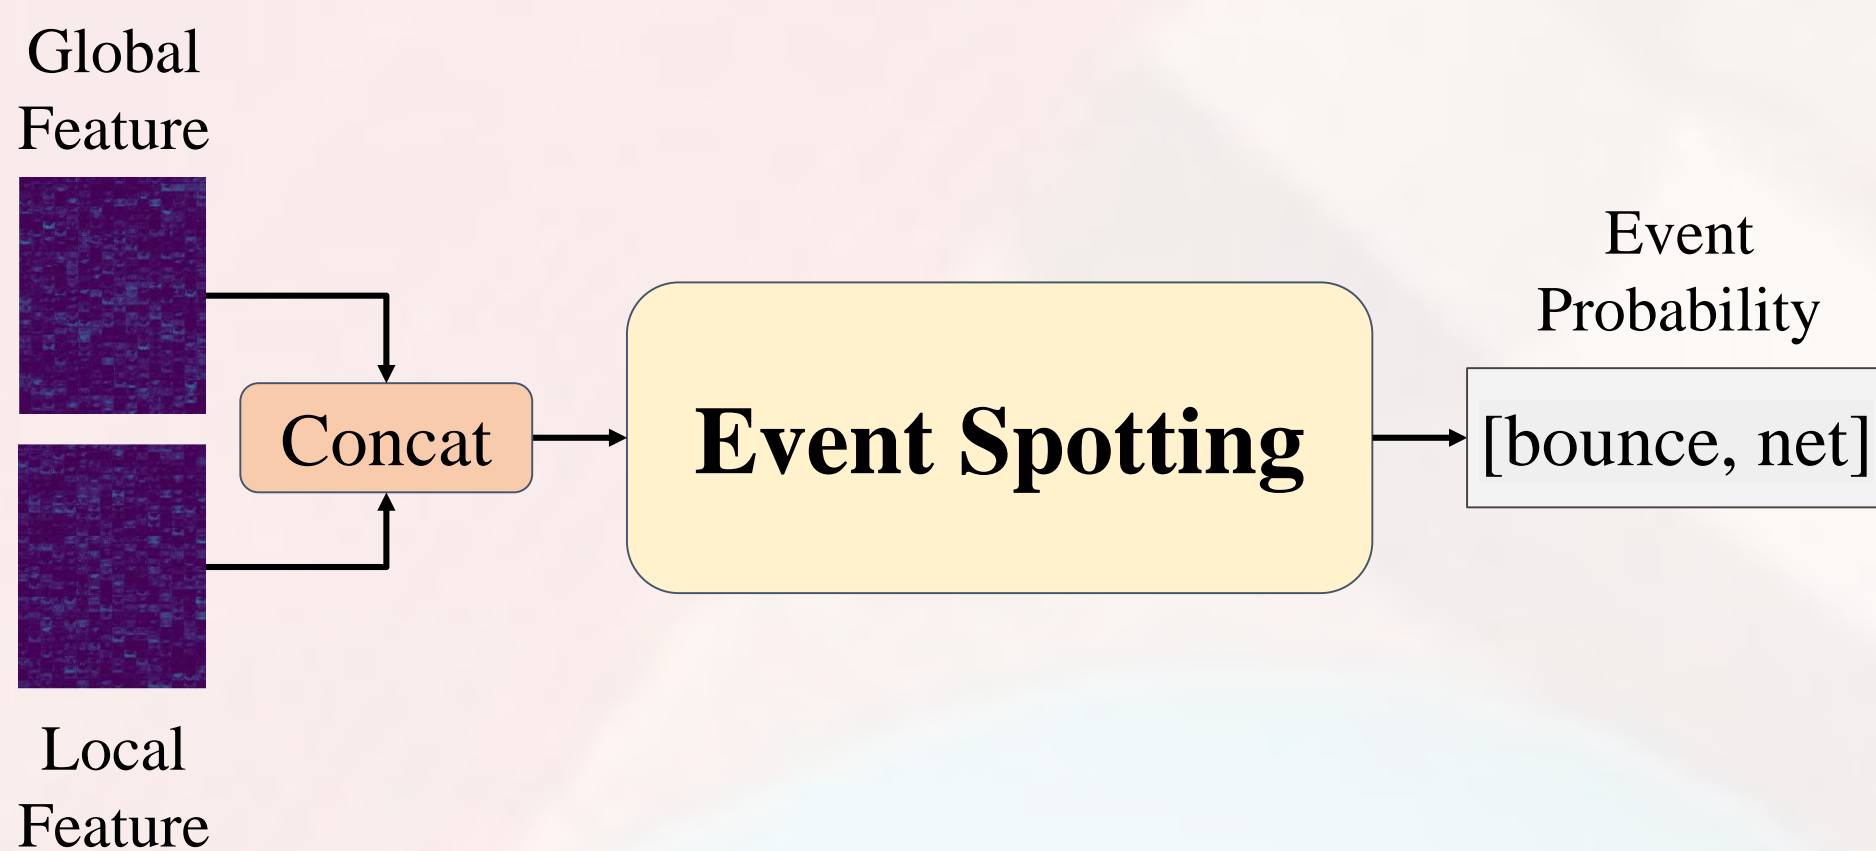 Global
Feature
Event
Probability
Concat
Event Spotting
[bounce, net]
Local
Feature